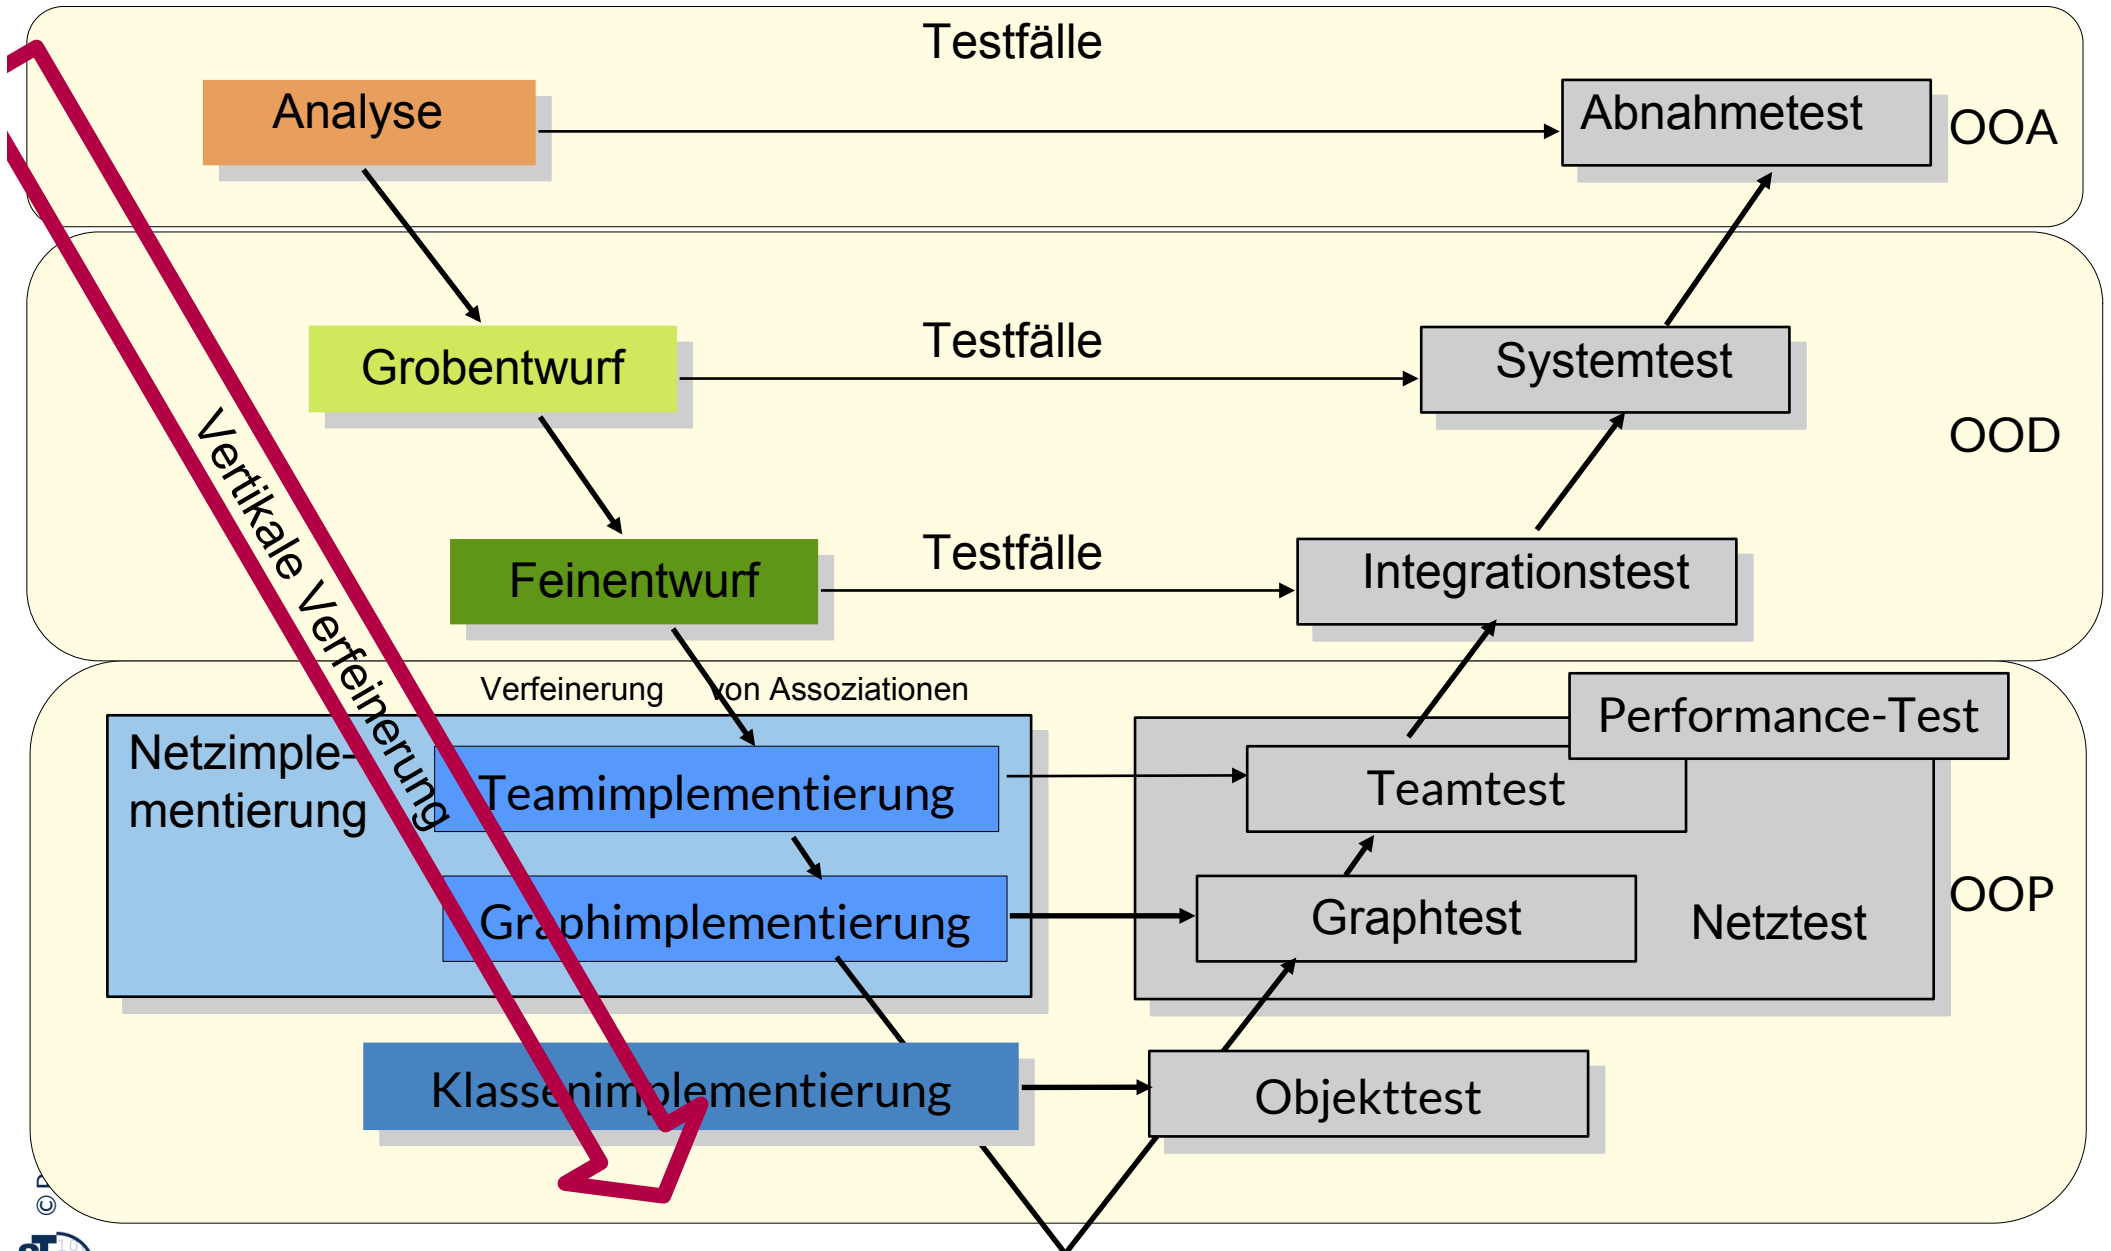 Testfälle
Analyse
Abnahmetest
OOA
Grobentwurf
Testfälle
Systemtest
OOD
Vertikale Verfeinerung
Feinentwurf
Testfälle
Integrationstest
Verfeinerung von Assoziationen
Performance-Test
Netzimple-
mentierung
Teamimplementierung
Teamtest
Graphimplementierung
Graphtest
Netztest
OOP
Klassenimplementierung
Objekttest
©
ST